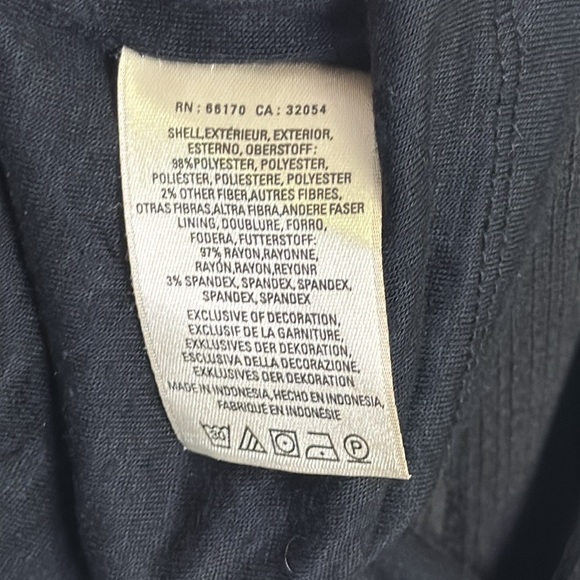 RN: 66170 CA: 32054
SHELL,EXTÉRIEUR, EXTERIOR,
ESTERNO, OBERSTOFF:
98%POLYESTER, POLYESTER,
POLIÉSTER, POLIESTERE, POLYESTER
2% OTHER FIBER,AUTRES FIBRES,
OTRAS FIBRAS,ALTRA FIBRA,ANDERE FASER
LINING, DOUBLURE, FORRO,
FODERA, FUTTERSTOFF:
97% RAYON,RAYONNE,
RAYÓN,RAYON,REYONR
3% SPANDEX, SPANDEX, SPANDEX,
SPANDEX, SPANDEX
EXCLUSIVE OF DECORATION,
EXCLUSIF DE LA GARNITURE,
EXKLUSIVES DER DEKORATION,
ESCLUSIVA DELLA DECORAZIONE,
EXKLUSIVES DER DEKORATION
MADE IN INDONESIA, HECHO EN INDONESIA,
FABRIQUÉ EN INDONÉSIE
30 P